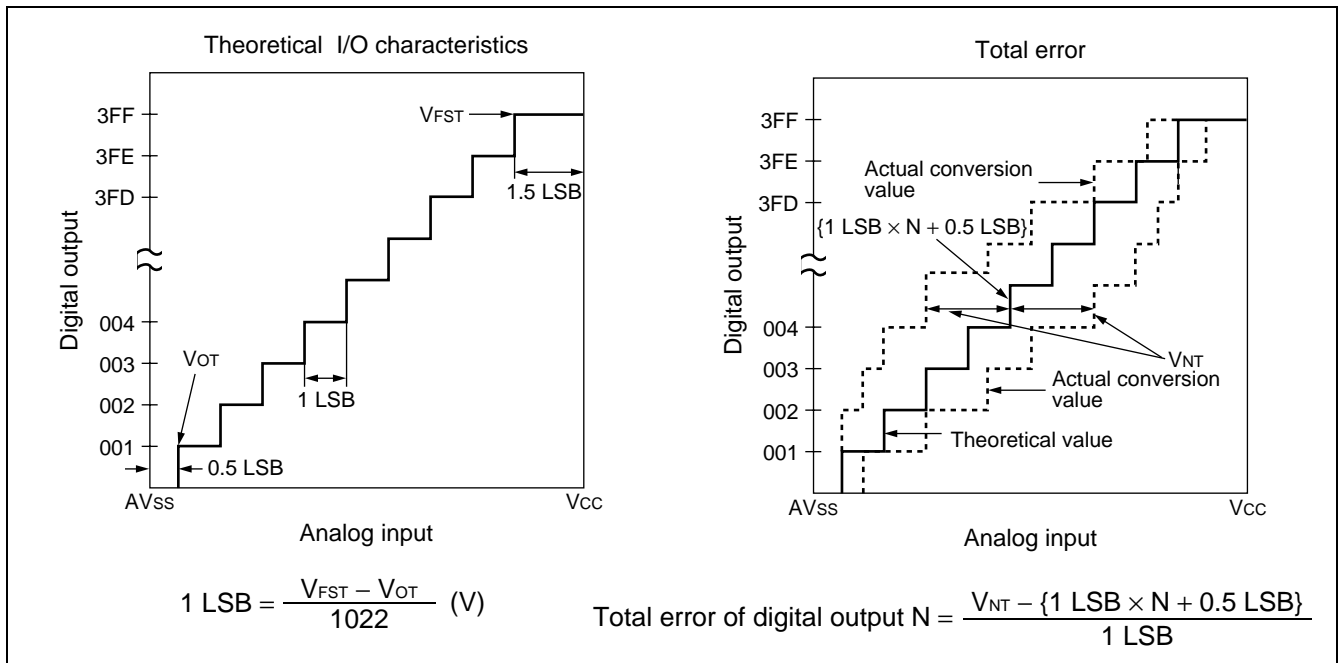 Theoretical I/O characteristics
3FF
3FE
3FD
004
003
002
001
Digital output
VFST
1.5 LSB
VOT
1 LSB
0.5 LSB
AVSS
VCC
Analog input
1 LSB = VFST – VOT / 1022 (V)
Total error
3FF
3FE
3FD
004
003
002
001
Digital output
Actual conversion
value
{1 LSB × N + 0.5 LSB}
VNT
Actual conversion
value
Theoretical value
AVSS
VCC
Analog input
Total error of digital output N = VNT – {1 LSB × N + 0.5 LSB} / 1 LSB